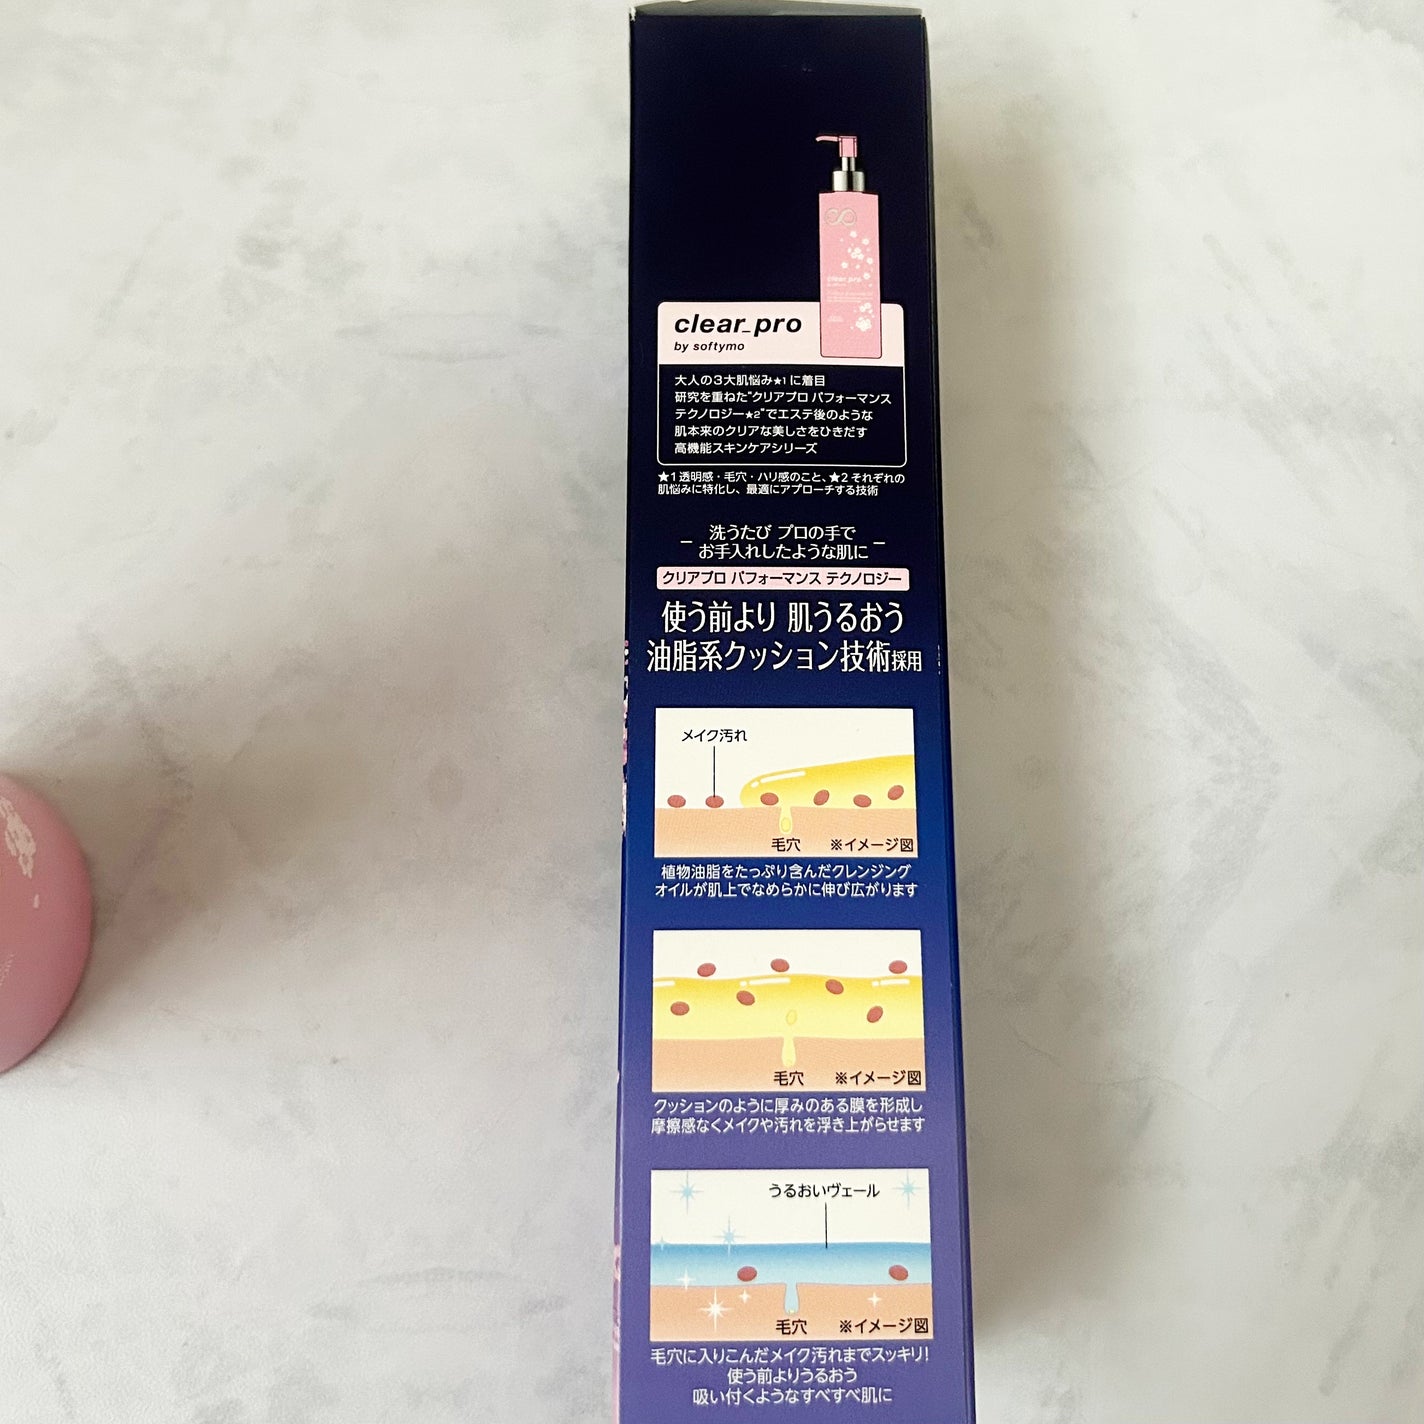 clear pro
clear_pro
by softymo
大人の3大肌悩み★1に着目
研究を重ねた"クリアプロ パフォーマンス
テクノロジー★2"でエステ後のような
肌本来のクリアな美しさをひきだす
高機能スキンケアシリーズ
★1 透明感・毛穴・ハリ感のこと、★2 それぞれの
肌悩みに特化し、最適にアプローチする技術
洗うたび プロの手で
お手入れしたような肌に
クリアプロ パフォーマンス テクノロジー
使う前より 肌うるおう
油脂系クッション技術採用
メイク汚れ
毛穴 ※イメージ図
植物油脂をたっぷり含んだクレンジング
オイルが肌上でなめらかに伸び広がります
毛穴 ※イメージ図
クッションのように厚みのある膜を形成し
摩擦感なくメイクや汚れを浮き上がらせます
うるおいヴェール
毛穴 ※イメージ図
毛穴に入りこんだメイク汚れまでスッキリ!
使う前よりうるおう
吸い付くようなすべすべ肌に